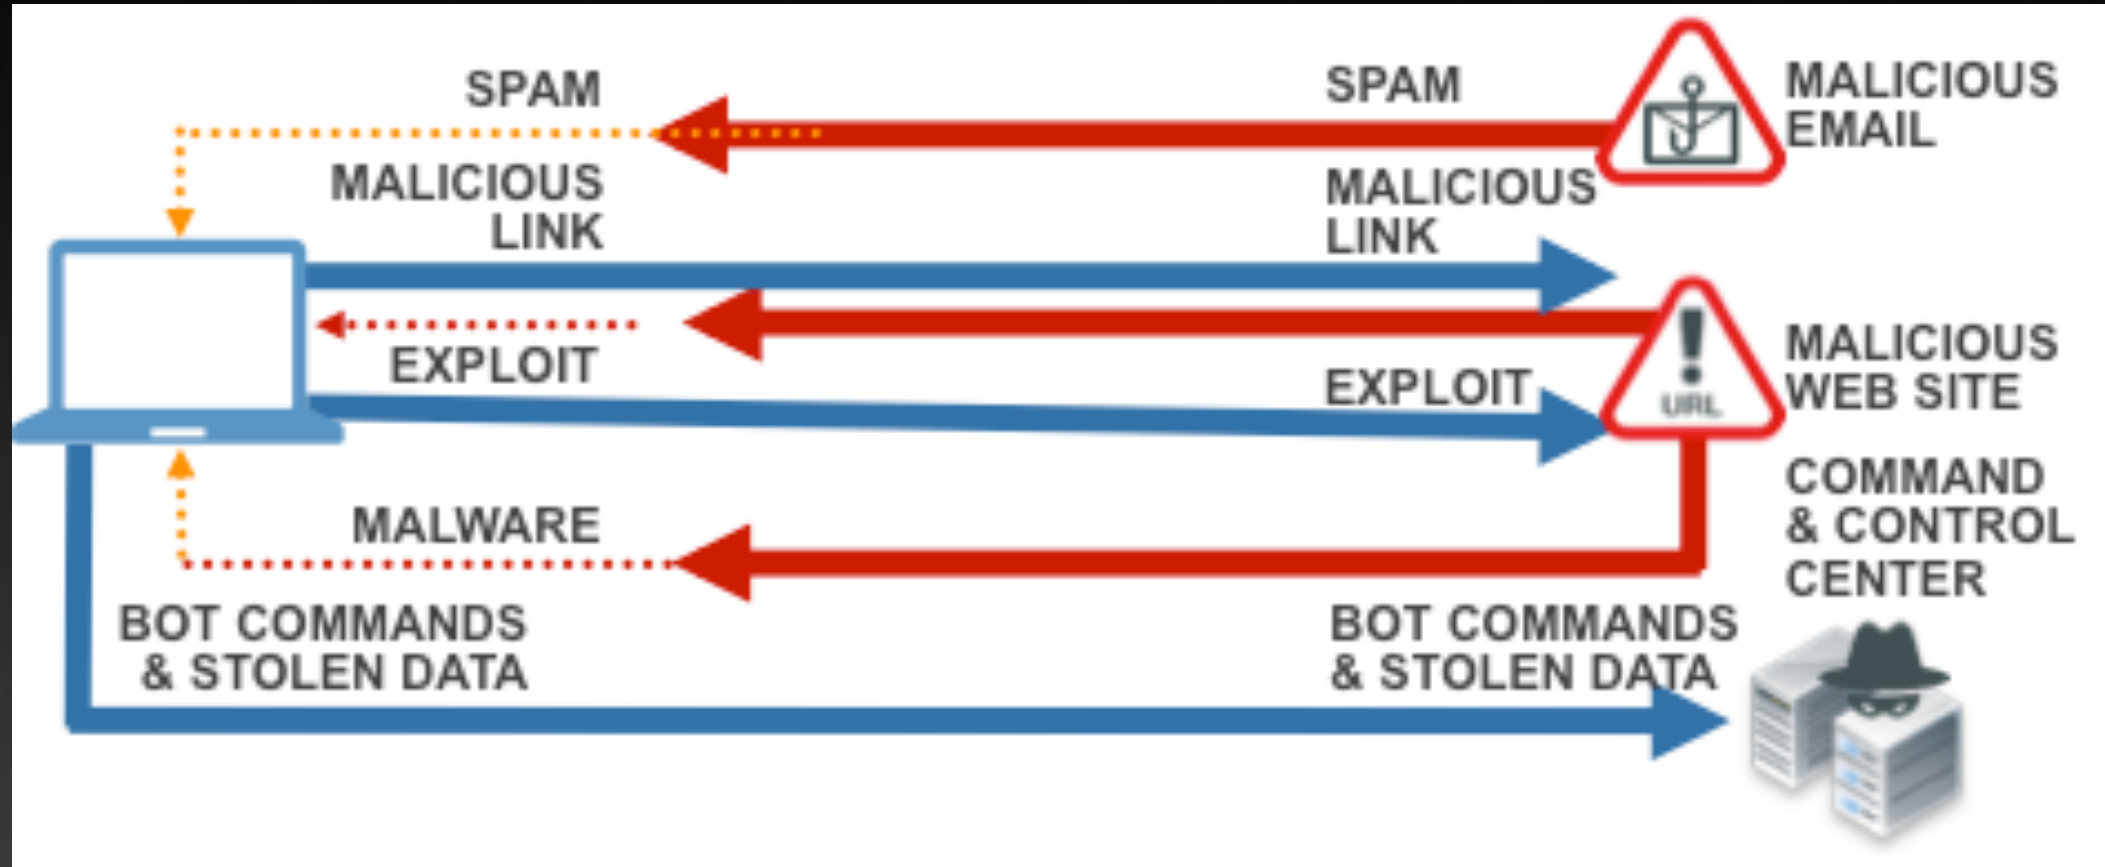 SPAM
SPAM
MALICIOUS
EMAIL
MALICIOUS
LINK
MALICIOUS
LINK
EXPLOIT
EXPLOIT
URL
MALICIOUS
WEB SITE
MALWARE
COMMAND
& CONTROL
CENTER
BOT COMMANDS
& STOLEN DATA
BOT COMMANDS
& STOLEN DATA